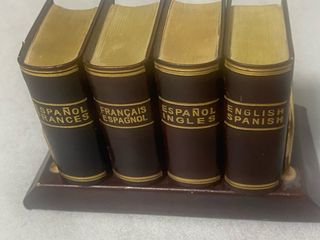 ESPAÑOL
FRANCES
FRANÇAIS
ESPAGNOL
ESPAÑOL
INGLES
ENGLISH
SPANISH